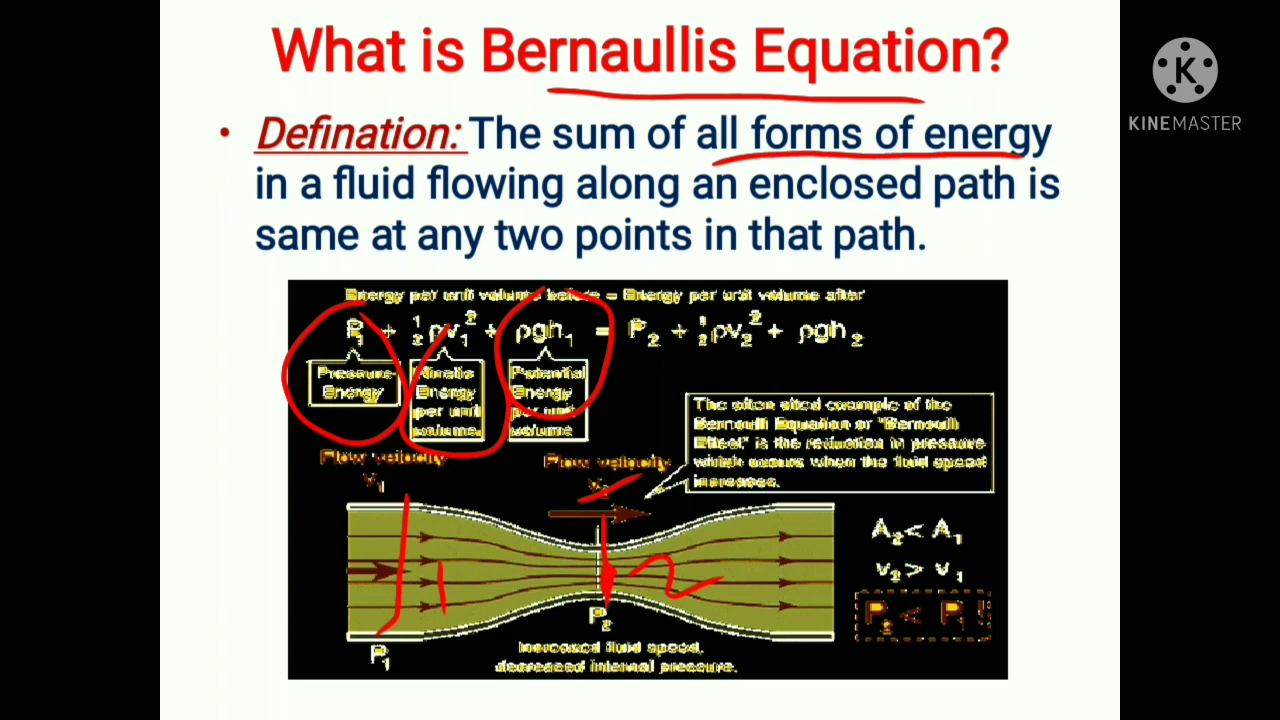 What is Bernaullis Equation?
K
KINEMASTER
• Defination: The sum of all forms of energy
in a fluid flowing along an enclosed path is
same at any two points in that path.
Energy per unit volume before = Energy per unit volume after
P₁ + ½ρv₁² + ρgh₁ = P₂ + ½ρv₂² + ρgh₂
Pressure
Energy
Kinetic
Energy
per unit
volume
Potential
Energy
per unit
volume
The often cited example of the
Bernoulli Equation or "Bernoulli
Effect" is the reduction in pressure
which occurs when the fluid speed
increases.
Flow velocity
v₁
Flow velocity
v₂
A₂ < A₁
v₂ > v₁
P₂ < P₁ !
1
2
P₁
P₂
Increased fluid speed,
decreased internal pressure.